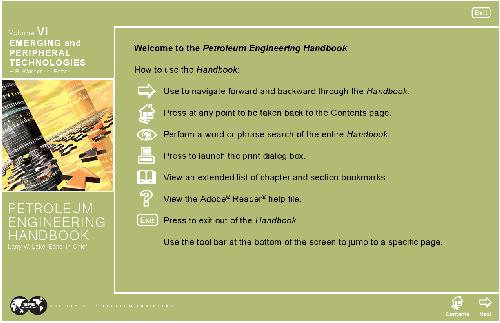 Exit
Volume VI
EMERGING and
PERIPHERAL
TECHNOLOGIES
H.R. Warner, Editor
Welcome to the Petroleum Engineering Handbook
How to use the Handbook:
Use to navigate forward and backward through the Handbook.
Press at any point to be taken back to the Contents page.
Perform a word or phrase search of the entire Handbook
Press to launch the print dialog box.
View an extended list of chapter and section bookmarks
View the Adobe® Reader® help file.
Exit Press to exit out of the Handbook
Use the tool bar at the bottom of the screen to jump to a specific page.
PETROLEUM
ENGINEERING
HANDBOOK
Larry W. Lake, Editor in Chief
Contents Next